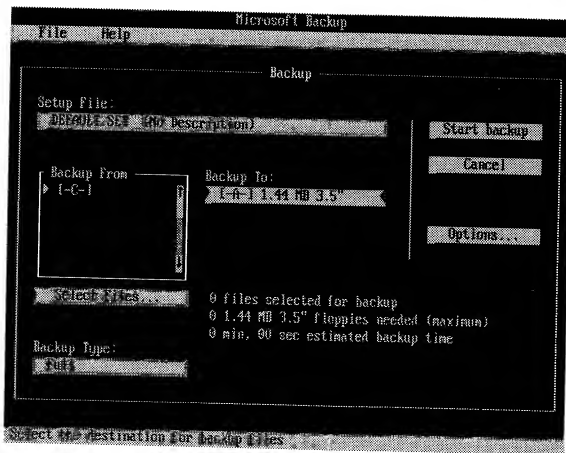 Microsoft Backup
File Help
Backup
Setup File:
DEFAULT.SET (No Description)
Start backup
Cancel
Backup From
[-C-]
Backup To:
[-A-] 1.44 MB 3.5"
Options...
Select Files...
0 files selected for backup
0 1.44 MB 3.5" floppies needed (maximum)
0 min, 00 sec estimated backup time
Backup Type:
Full
Select the destination for backup files